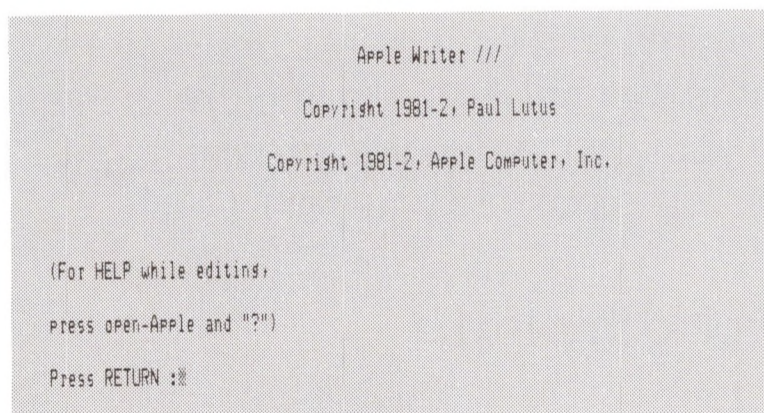 Apple Writer ///
Copyright 1981-2, Paul Lutus
Copyright 1981-2, Apple Computer, Inc.
(For HELP while editing,
press open-Apple and "?")
Press RETURN :